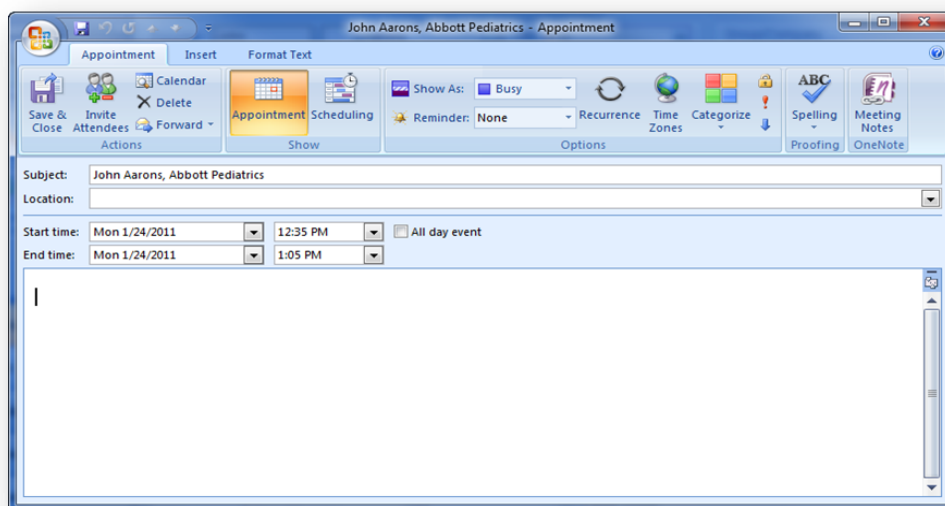 John Aarons, Abbott Pediatrics - Appointment
Appointment Insert Format Text
Save & Close
Invite Attendees
Calendar
Delete
Forward
Actions
Appointment Scheduling
Show
Show As: Busy
Reminder: None
Recurrence
Time Zones
Categorize
Options
ABC
Spelling
Proofing
Meeting Notes
OneNote
Subject: John Aarons, Abbott Pediatrics
Location:
Start time: Mon 1/24/2011 12:35 PM All day event
End time: Mon 1/24/2011 1:05 PM